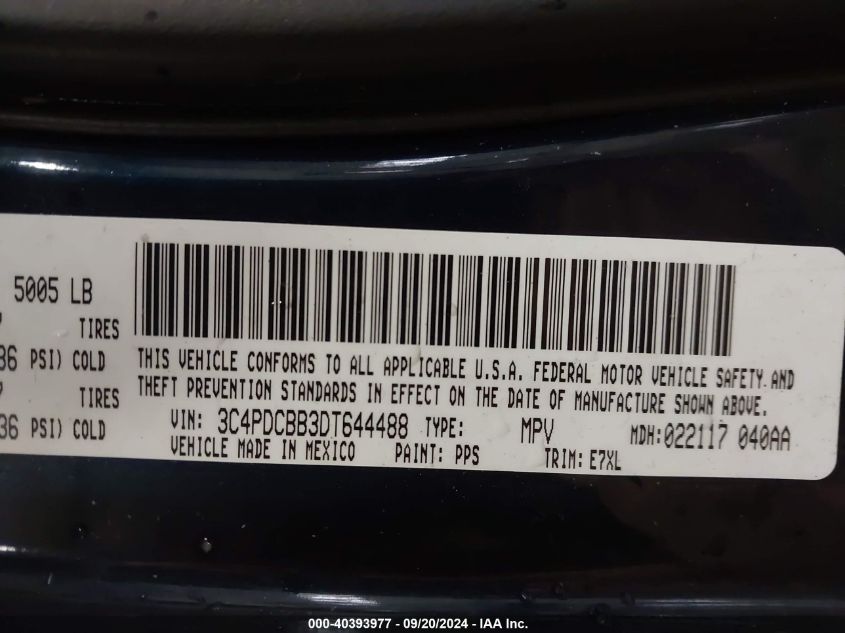 5005 LB
TIRES
36 PSI) COLD
TIRES
36 PSI) COLD
THIS VEHICLE CONFORMS TO ALL APPLICABLE U.S.A. FEDERAL MOTOR VEHICLE SAFETY AND
THEFT PREVENTION STANDARDS IN EFFECT ON THE DATE OF MANUFACTURE SHOWN ABOVE.
VIN: 3C4PDCBB3DT644488 TYPE: MPV MDH:022117 040AA
VEHICLE MADE IN MEXICO PAINT: PPS TRIM: E7XL
000-40393977 - 09/20/2024 - IAA Inc.